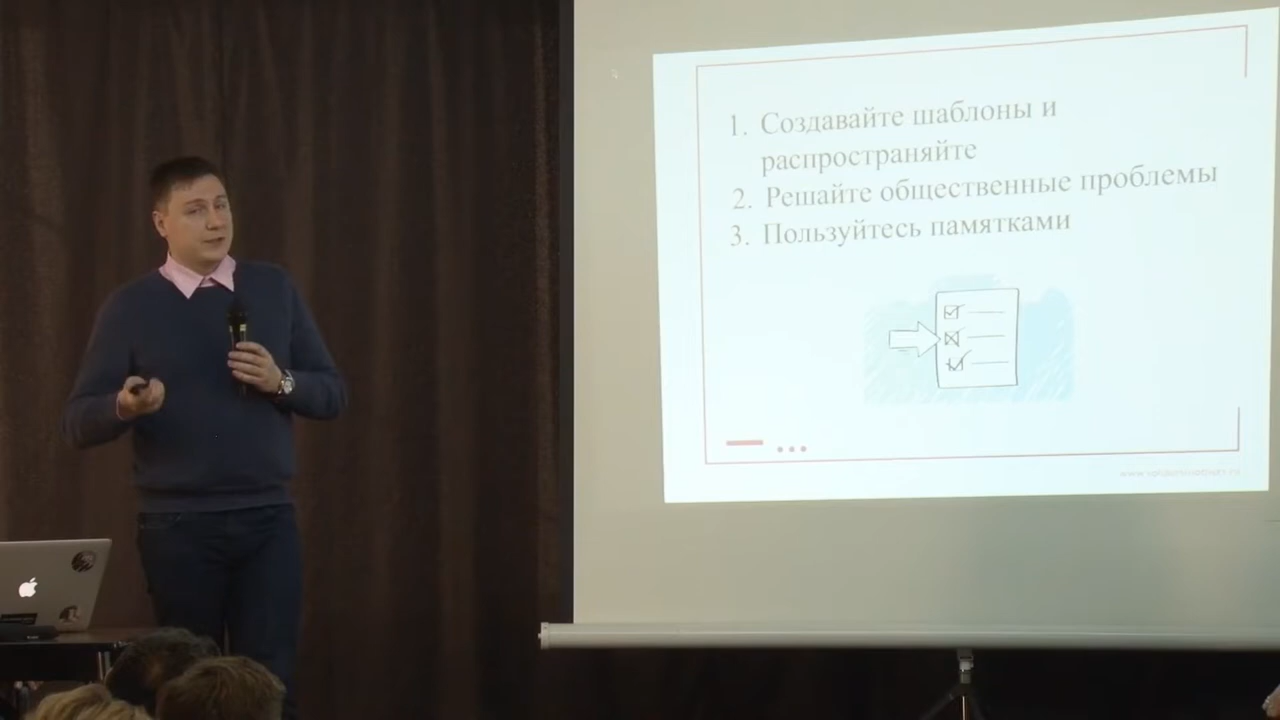 1. Создавайте шаблоны и
распространяйте
2. Решайте общественные проблемы
3. Пользуйтесь памятками